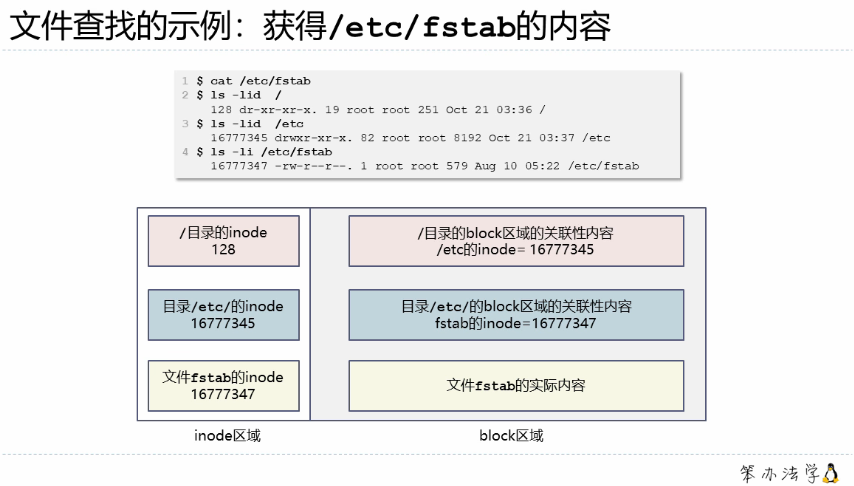 文件查找的示例：获得/etc/fstab的内容
1 $ cat /etc/fstab
2 $ ls -lid  /
128 dr-xr-xr-x. 19 root root 251 Oct 21 03:36 /
3 $ ls -lid  /etc
16777345 drwxr-xr-x. 82 root root 8192 Oct 21 03:37 /etc
4 $ ls -li /etc/fstab
16777347 -rw-r--r--. 1 root root 579 Aug 10 05:22 /etc/fstab
/目录的inode
128
/目录的block区域的关联性内容
/etc的inode= 16777345
目录/etc/的inode
16777345
目录/etc/的block区域的关联性内容
fstab的inode=16777347
文件fstab的inode
16777347
文件fstab的实际内容
inode区域
block区域
笨办法学